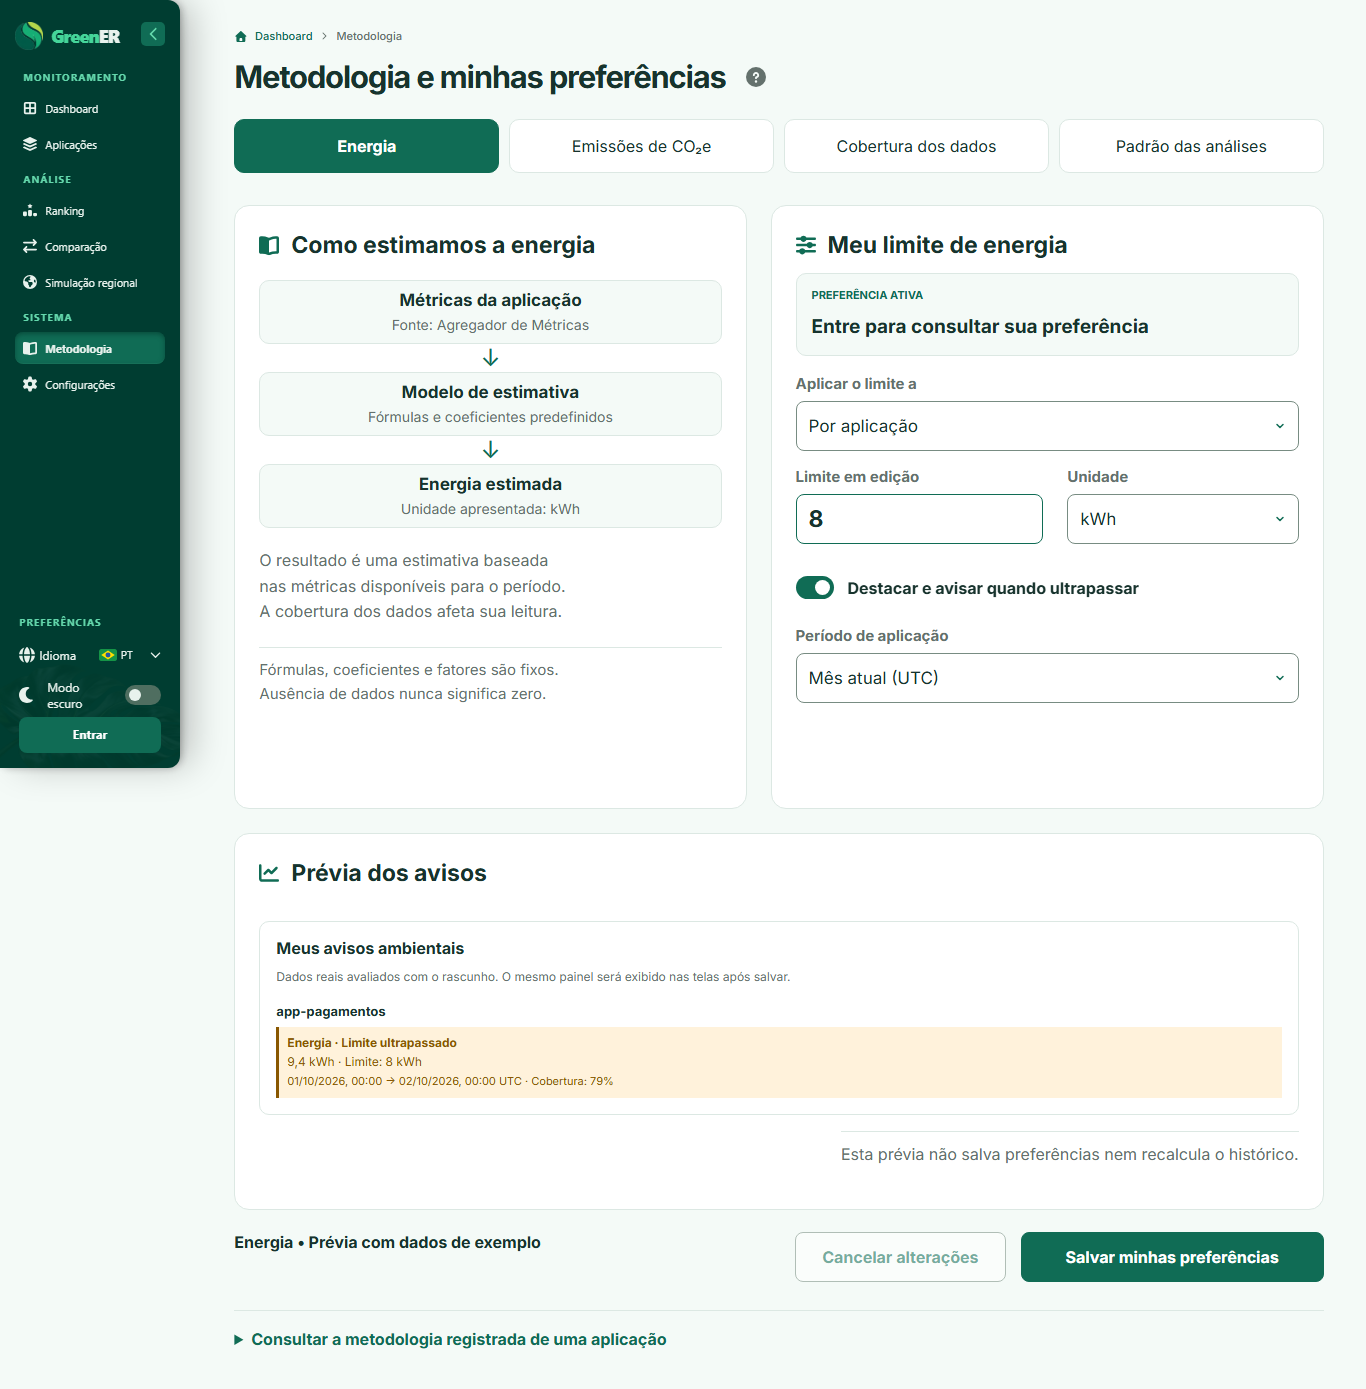 GreenER
MONITORAMENTO
Dashboard
Aplicações
ANÁLISE
Ranking
Comparação
Simulação regional
SISTEMA
Metodologia
Configurações
PREFERÊNCIAS
Idioma
PT
Modo
escuro
Entrar
Dashboard > Metodologia
Metodologia e minhas preferências ?
Energia
Emissões de CO₂e
Cobertura dos dados
Padrão das análises
Como estimamos a energia
Métricas da aplicação
Fonte: Agregador de Métricas
↓
Modelo de estimativa
Fórmulas e coeficientes predefinidos
↓
Energia estimada
Unidade apresentada: kWh
O resultado é uma estimativa baseada
nas métricas disponíveis para o período.
A cobertura dos dados afeta sua leitura.
Fórmulas, coeficientes e fatores são fixos.
Ausência de dados nunca significa zero.
Meu limite de energia
PREFERÊNCIA ATIVA
Entre para consultar sua preferência
Aplicar o limite a
Por aplicação
Limite em edição
8
Unidade
kWh
Destacar e avisar quando ultrapassar
Período de aplicação
Mês atual (UTC)
Prévia dos avisos
Meus avisos ambientais
Dados reais avaliados com o rascunho. O mesmo painel será exibido nas telas após salvar.
app-pagamentos
Energia · Limite ultrapassado
9,4 kWh · Limite: 8 kWh
01/10/2026, 00:00 → 02/10/2026, 00:00 UTC · Cobertura: 79%
Esta prévia não salva preferências nem recalcula o histórico.
Energia • Prévia com dados de exemplo
Cancelar alterações
Salvar minhas preferências
Consultar a metodologia registrada de uma aplicação